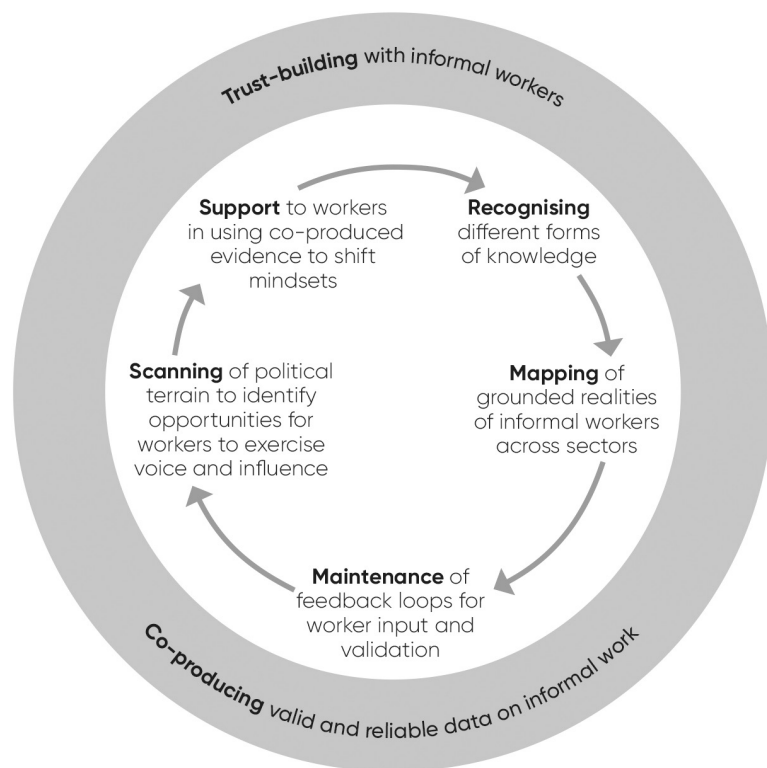 Trust-building with informal workers
Support to workers
in using co-produced
evidence to shift
mindsets
Recognising
different forms
of knowledge
Mapping of
grounded realities
of informal workers
across sectors
Maintenance of
feedback loops for
worker input and
validation
Scanning of political
terrain to identify
opportunities for
workers to exercise
voice and influence
Co-producing valid and reliable data on informal work